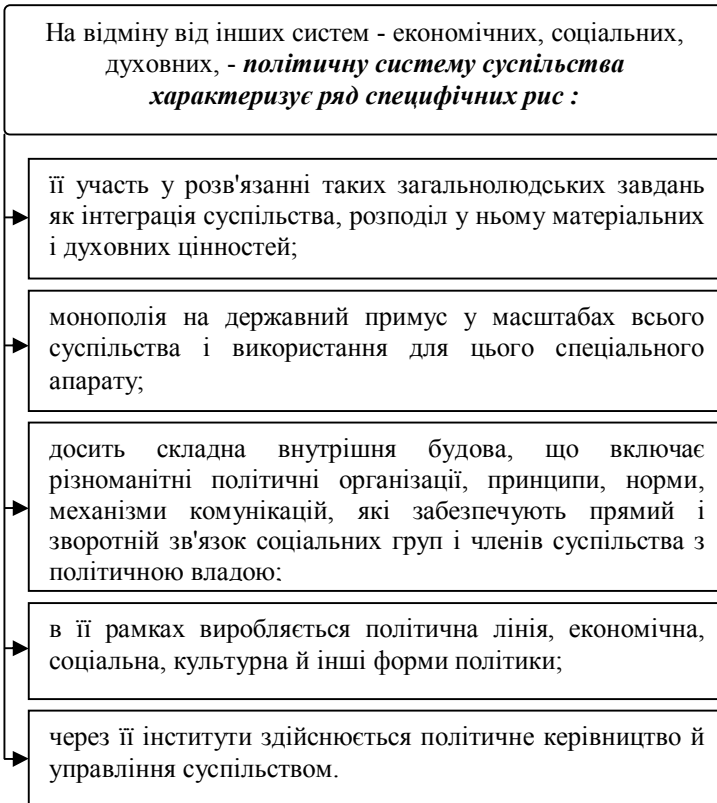 На відміну від інших систем - економічних, соціальних,
духовних, - політичну систему суспільства
характеризує ряд специфічних рис :
її участь у розв'язанні таких загальнолюдських завдань
як інтеграція суспільства, розподіл у ньому матеріальних
і духовних цінностей;
монополія на державний примус у масштабах всього
суспільства і використання для цього спеціального
апарату;
досить складна внутрішня будова, що включає
різноманітні політичні організації, принципи, норми,
механізми комунікацій, які забезпечують прямий і
зворотній зв'язок соціальних груп і членів суспільства з
політичною владою;
в її рамках виробляється політична лінія, економічна,
соціальна, культурна й інші форми політики;
через її інститути здійснюється політичне керівництво й
управління суспільством.